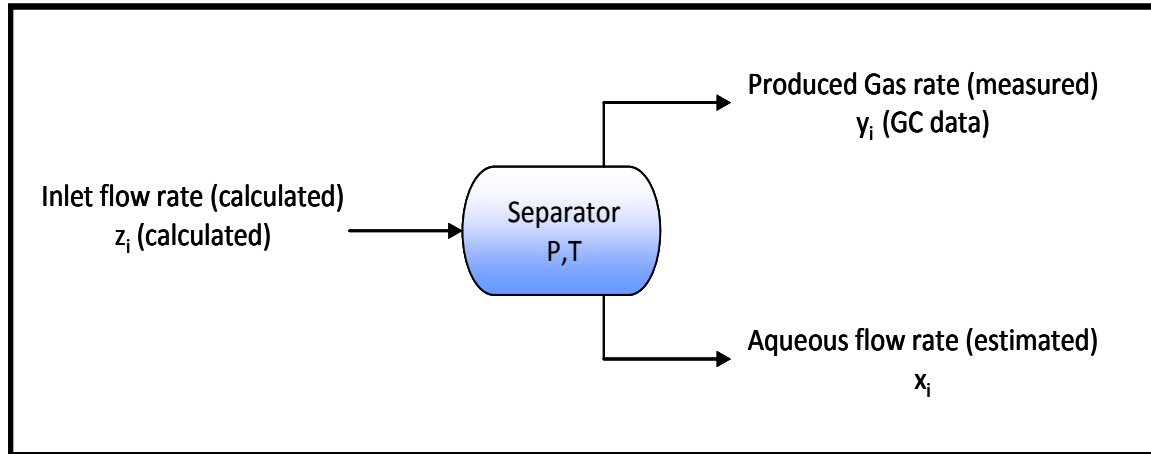 Produced Gas rate (measured)
yᵢ (GC data)
Inlet flow rate (calculated)
zᵢ (calculated)
Separator
P,T
Aqueous flow rate (estimated)
xᵢ